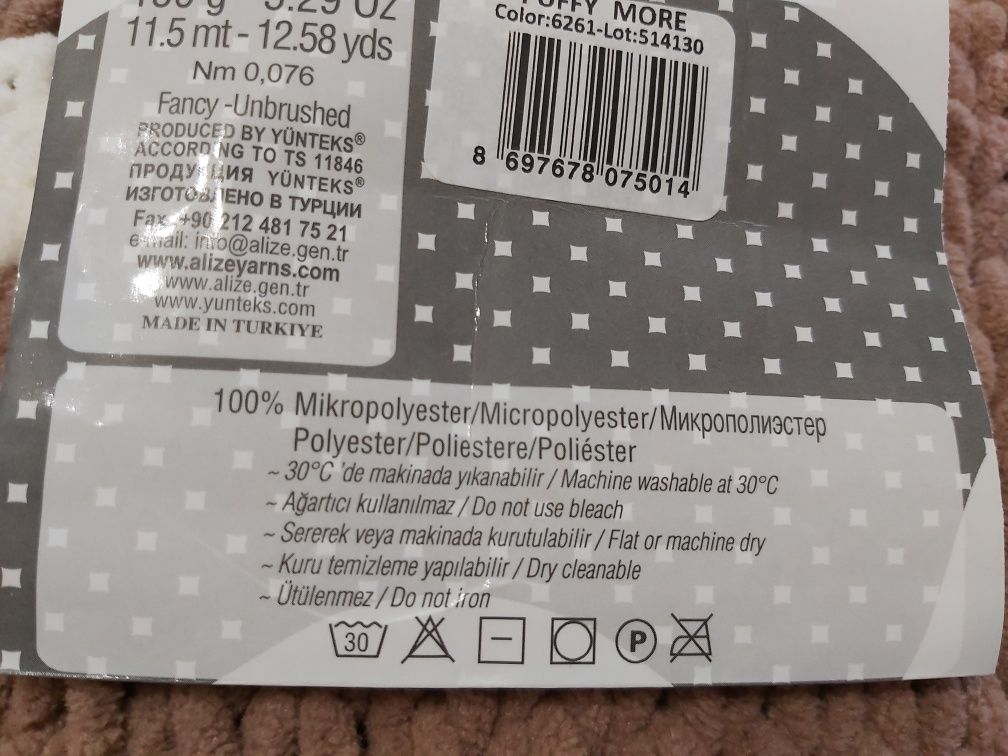 11.5 mt - 12.58 yds
Nm 0,076
Fancy -Unbrushed
PRODUCED BY YÜNTEKS®
ACCORDING TO TS 11846
ПРОДУКЦИЯ YÜNTEKS®
ИЗГОТОВЛЕНО В ТУРЦИИ
Fax: +90 212 481 75 21
e-mail: info@alize.gen.tr
www.alizeyarns.com
www.alize.gen.tr
www.yunteks.com
MADE IN TURKIYE
PUFFY MORE
Color:6261-Lot:514130
8 697678 075014
100% Mikropolyester/Micropolyester/Микрополиэстер
Polyester/Poliestere/Poliéster
~ 30°C 'de makinada yıkanabilir / Machine washable at 30°C
~ Ağartıcı kullanılmaz / Do not use bleach
~ Sererek veya makinada kurutulabilir / Flat or machine dry
~ Kuru temizleme yapılabilir / Dry cleanable
~ Ütülenmez / Do not iron
30
P